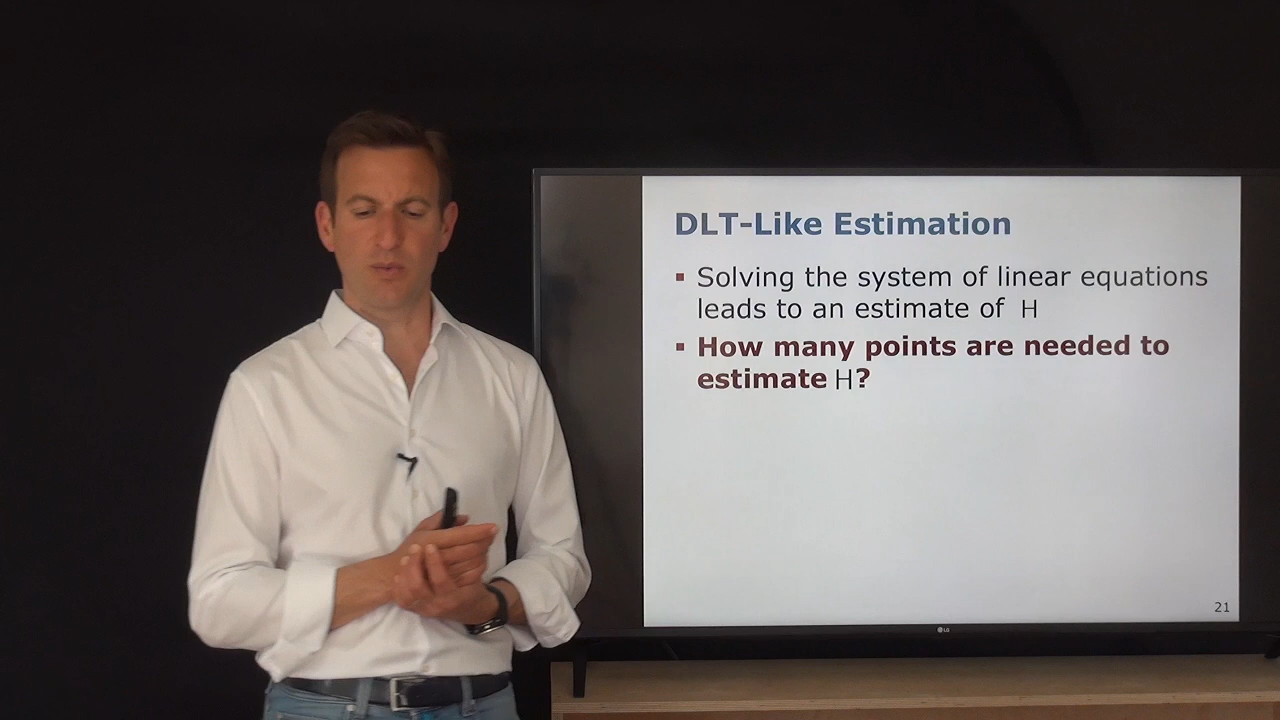 DLT-Like Estimation
▪ Solving the system of linear equations
leads to an estimate of H
▪ How many points are needed to
estimate H?
21
LG